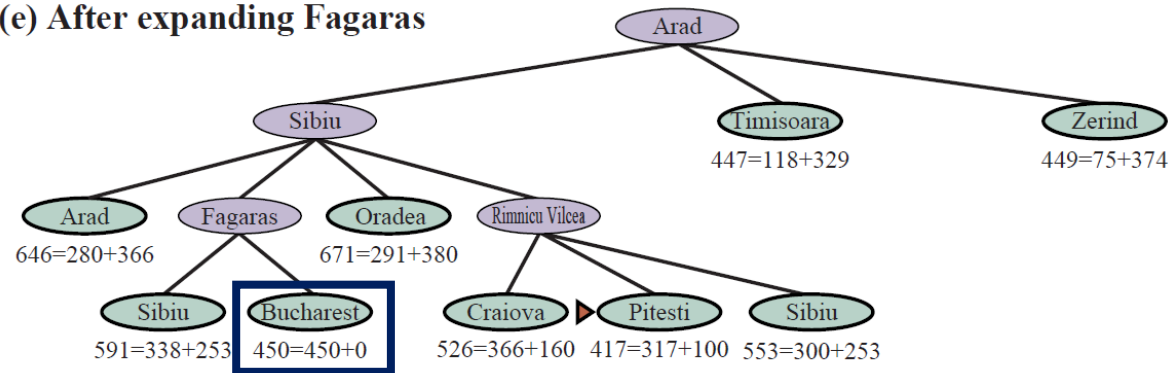 (e) After expanding Fagaras
Arad
Sibiu
Timisoara
Zerind
447=118+329
449=75+374
Arad
Fagaras
Oradea
Rimnicu Vilcea
646=280+366
671=291+380
Sibiu
Bucharest
Craiova
Pitesti
Sibiu
591=338+253
450=450+0
526=366+160
417=317+100
553=300+253